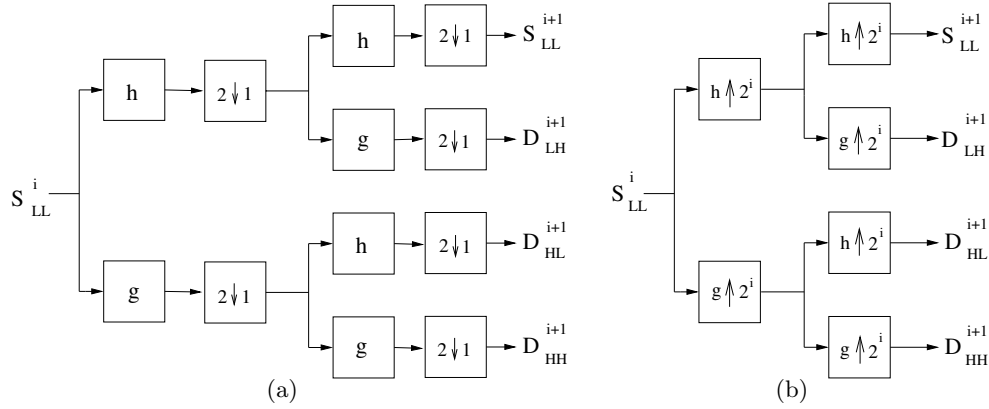 h
2↓1
S i+1 LL
h
2↓1
g
2↓1
D i+1 LH
S i LL
h
2↓1
D i+1 HL
g
2↓1
g
2↓1
D i+1 HH
(a)
h↑2^i
S i+1 LL
h↑2^i
g↑2^i
D i+1 LH
S i LL
h↑2^i
D i+1 HL
g↑2^i
g↑2^i
D i+1 HH
(b)